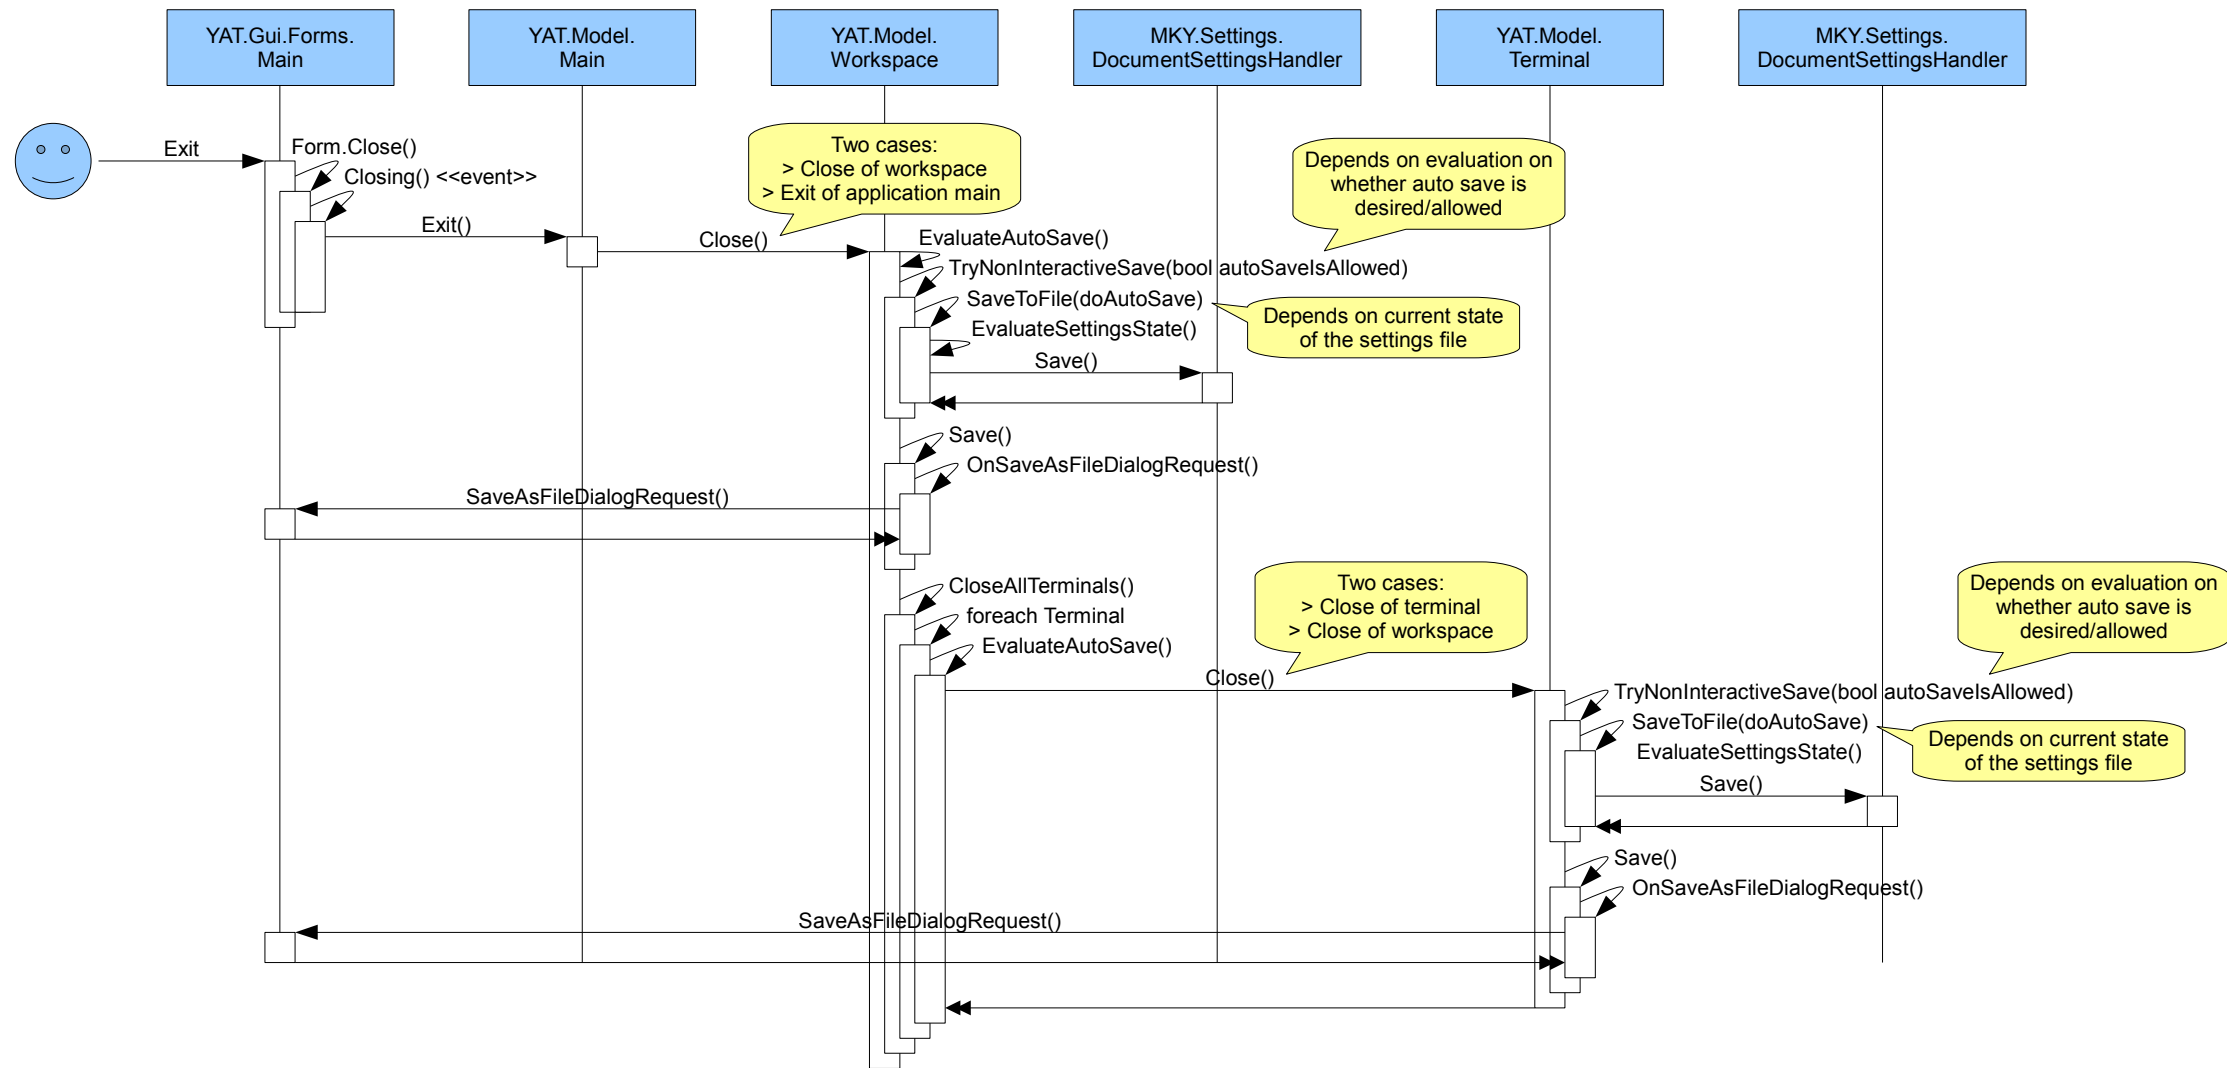 YAT.Gui.Forms.
Main
YAT.Model.
Main
YAT.Model.
Workspace
MKY.Settings.
DocumentSettingsHandler
YAT.Model.
Terminal
MKY.Settings.
DocumentSettingsHandler
Exit
Form.Close()
Closing() <<event>>
Exit()
Two cases:
> Close of workspace
> Exit of application main
Close()
Depends on evaluation on
whether auto save is
desired/allowed
EvaluateAutoSave()
TryNonInteractiveSave(bool autoSaveIsAllowed)
SaveToFile(doAutoSave)
Depends on current state
of the settings file
EvaluateSettingsState()
Save()
Save()
OnSaveAsFileDialogRequest()
SaveAsFileDialogRequest()
CloseAllTerminals()
foreach Terminal
EvaluateAutoSave()
Two cases:
> Close of terminal
> Close of workspace
Close()
Depends on evaluation on
whether auto save is
desired/allowed
TryNonInteractiveSave(bool autoSaveIsAllowed)
SaveToFile(doAutoSave)
Depends on current state
of the settings file
EvaluateSettingsState()
Save()
Save()
OnSaveAsFileDialogRequest()
SaveAsFileDialogRequest()